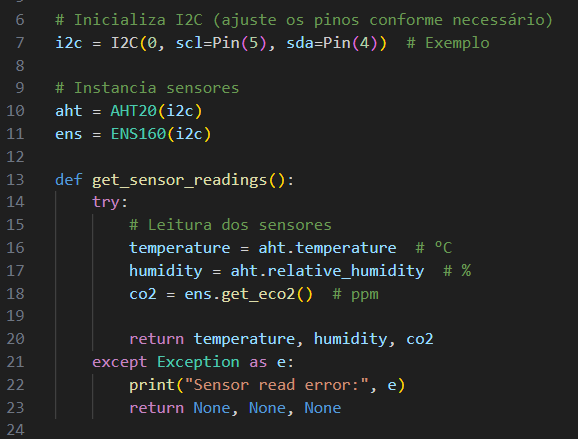 6 # Inicializa I2C (ajuste os pinos conforme necessário)
7 i2c = I2C(0, scl=Pin(5), sda=Pin(4))  # Exemplo
8
9 # Instancia sensores
10 aht = AHT20(i2c)
11 ens = ENS160(i2c)
12
13 def get_sensor_readings():
14     try:
15         # Leitura dos sensores
16         temperature = aht.temperature  # ºC
17         humidity = aht.relative_humidity  # %
18         co2 = ens.get_eco2()  # ppm
19
20         return temperature, humidity, co2
21     except Exception as e:
22         print("Sensor read error:", e)
23         return None, None, None
24